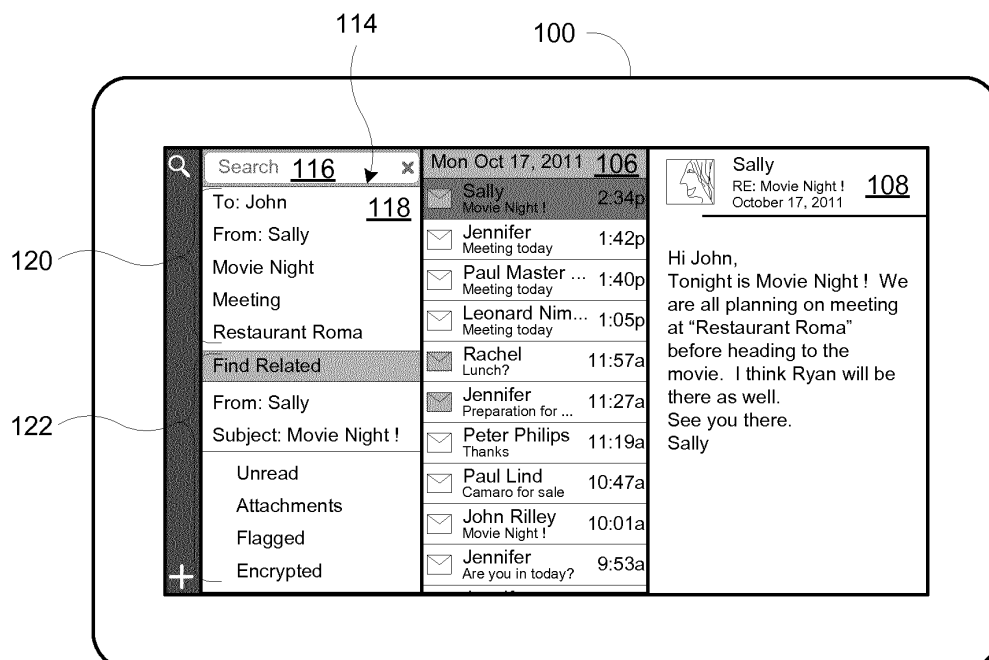 114
100
Search 116
To: John 118
From: Sally
Movie Night
Meeting
Restaurant Roma
120
Find Related
From: Sally
Subject: Movie Night !
122
Unread
Attachments
Flagged
Encrypted
Mon Oct 17, 2011 106
Sally 2:34p
Movie Night !
Jennifer 1:42p
Meeting today
Paul Master ... 1:40p
Meeting today
Leonard Nim... 1:05p
Meeting today
Rachel 11:57a
Lunch?
Jennifer 11:27a
Preparation for ...
Peter Philips 11:19a
Thanks
Paul Lind 10:47a
Camaro for sale
John Rilley 10:01a
Movie Night !
Jennifer 9:53a
Are you in today?
Sally
RE: Movie Night ! 108
October 17, 2011
Hi John,
Tonight is Movie Night ! We
are all planning on meeting
at “Restaurant Roma”
before heading to the
movie. I think Ryan will be
there as well.
See you there.
Sally